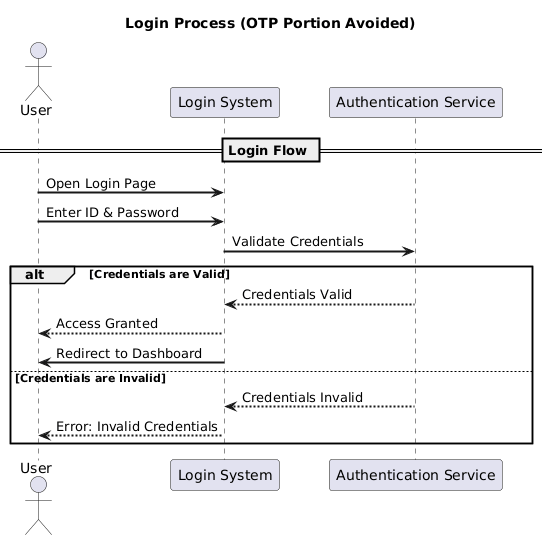 Login Process (OTP Portion Avoided)
User
Login System
Authentication Service
Login Flow
Open Login Page
Enter ID & Password
Validate Credentials
alt
[Credentials are Valid]
Credentials Valid
Access Granted
Redirect to Dashboard
[Credentials are Invalid]
Credentials Invalid
Error: Invalid Credentials
User
Login System
Authentication Service